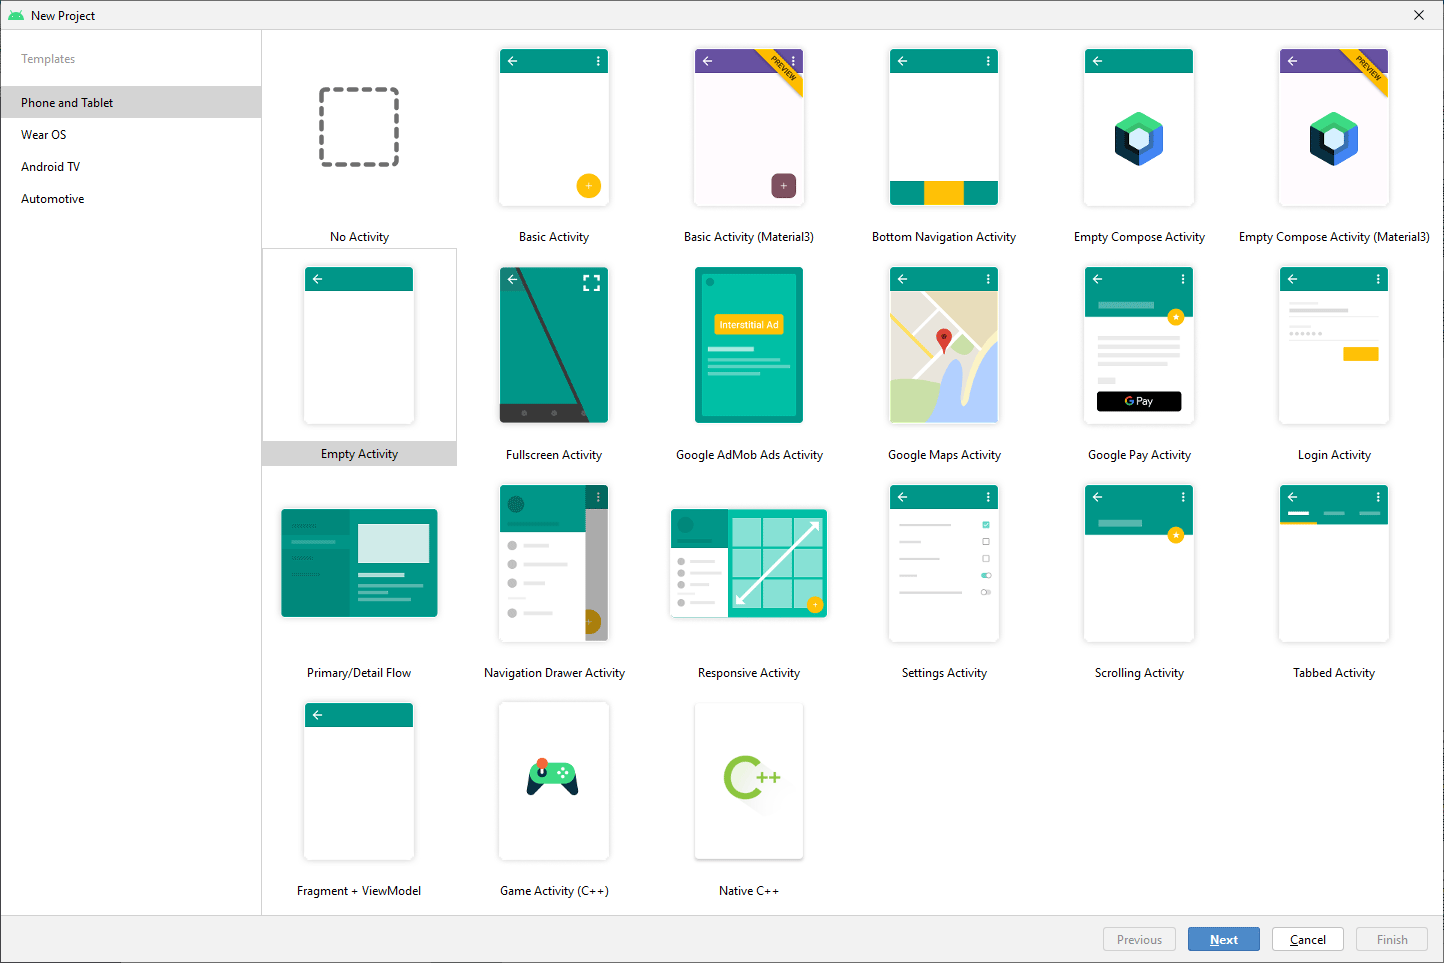 New Project
Templates
Phone and Tablet
Wear OS
Android TV
Automotive
PREVIEW
PREVIEW
No Activity
Basic Activity
Basic Activity (Material3)
Bottom Navigation Activity
Empty Compose Activity
Empty Compose Activity (Material3)
Interstitial Ad
G Pay
Empty Activity
Fullscreen Activity
Google AdMob Ads Activity
Google Maps Activity
Google Pay Activity
Login Activity
Primary/Detail Flow
Navigation Drawer Activity
Responsive Activity
Settings Activity
Scrolling Activity
Tabbed Activity
C++
Fragment + ViewModel
Game Activity (C++)
Native C++
Previous
Next
Cancel
Finish